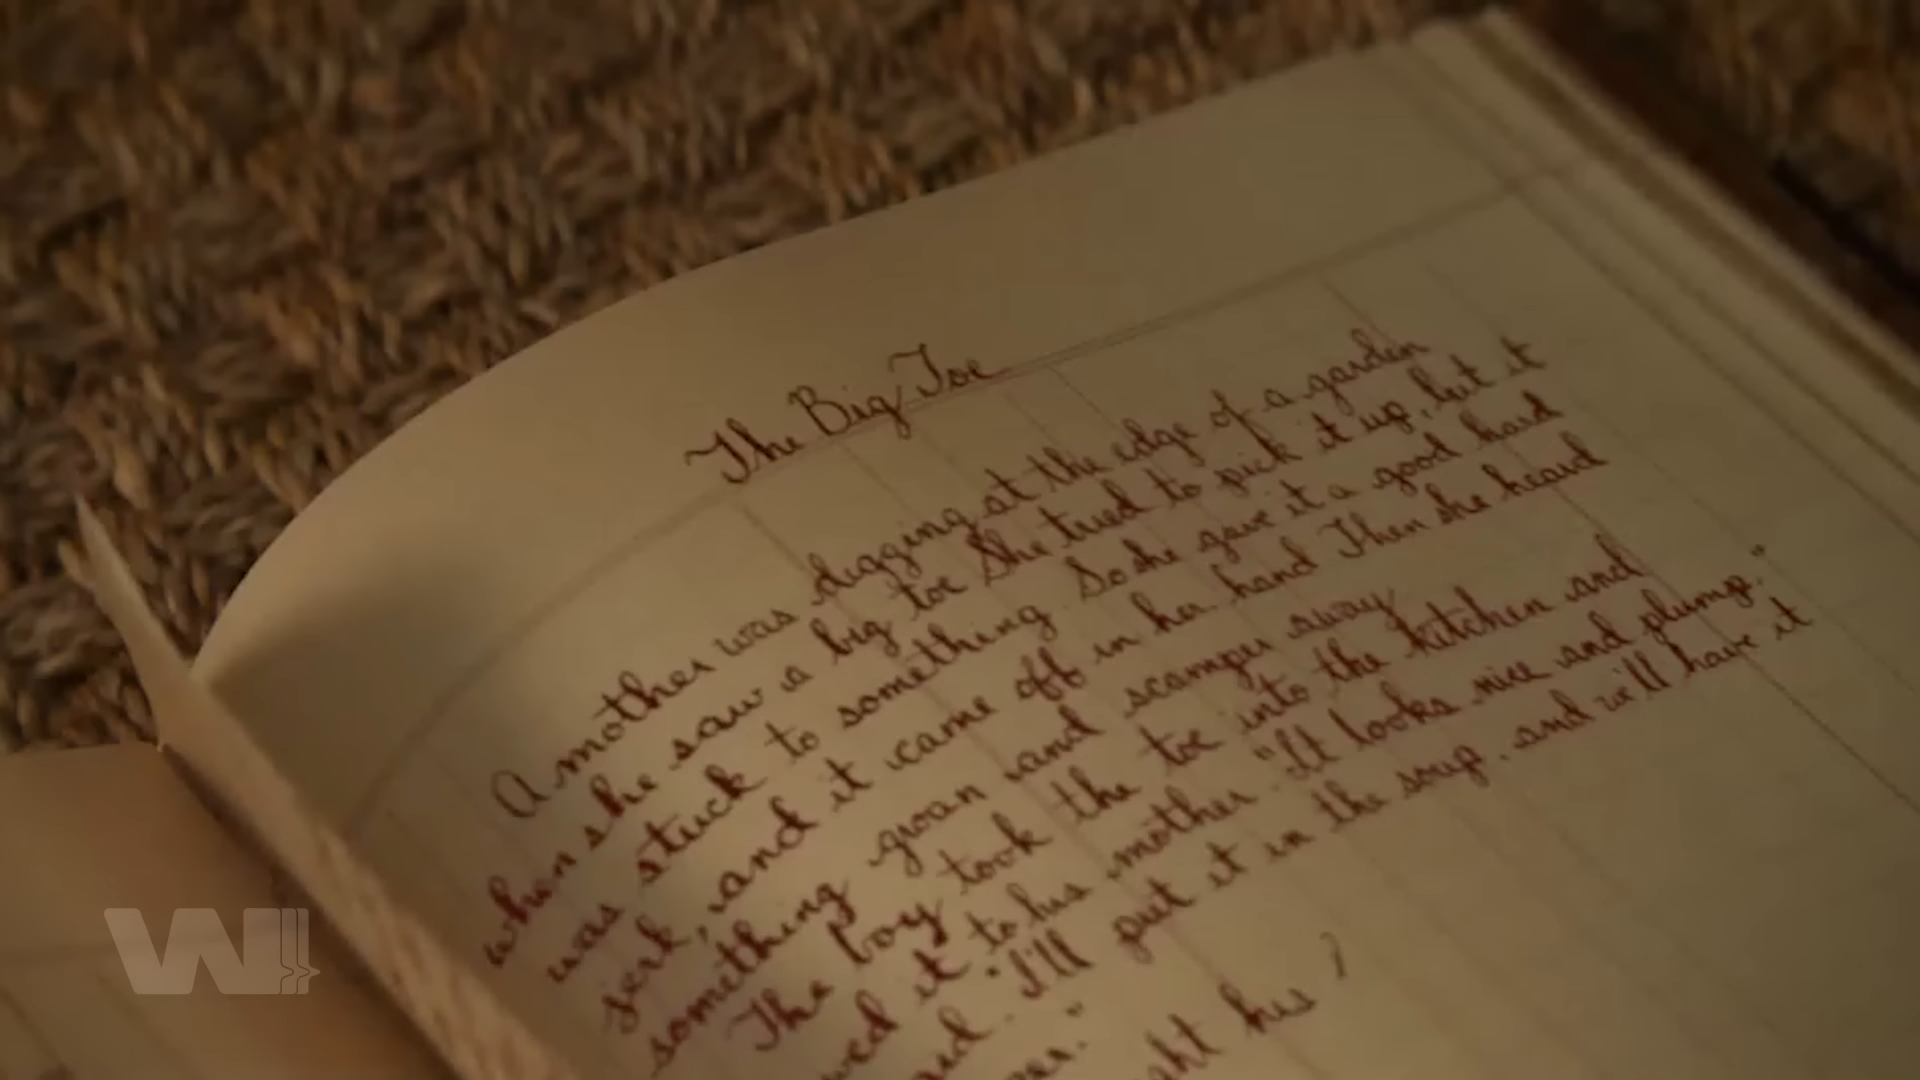 The Big Toe
A mother was digging at the edge of a garden
when she saw a big toe She tried to pick it up, but it
was stuck to something. So she gave it a good hard
jerk, and it came off in her hand Then she heard
something groan and scamper away
The boy took the toe into the kitchen and
wed it to his mother. "It looks nice and plump."
aid. "I'll put it in the soup. and we'll have it
per."
ght his
W